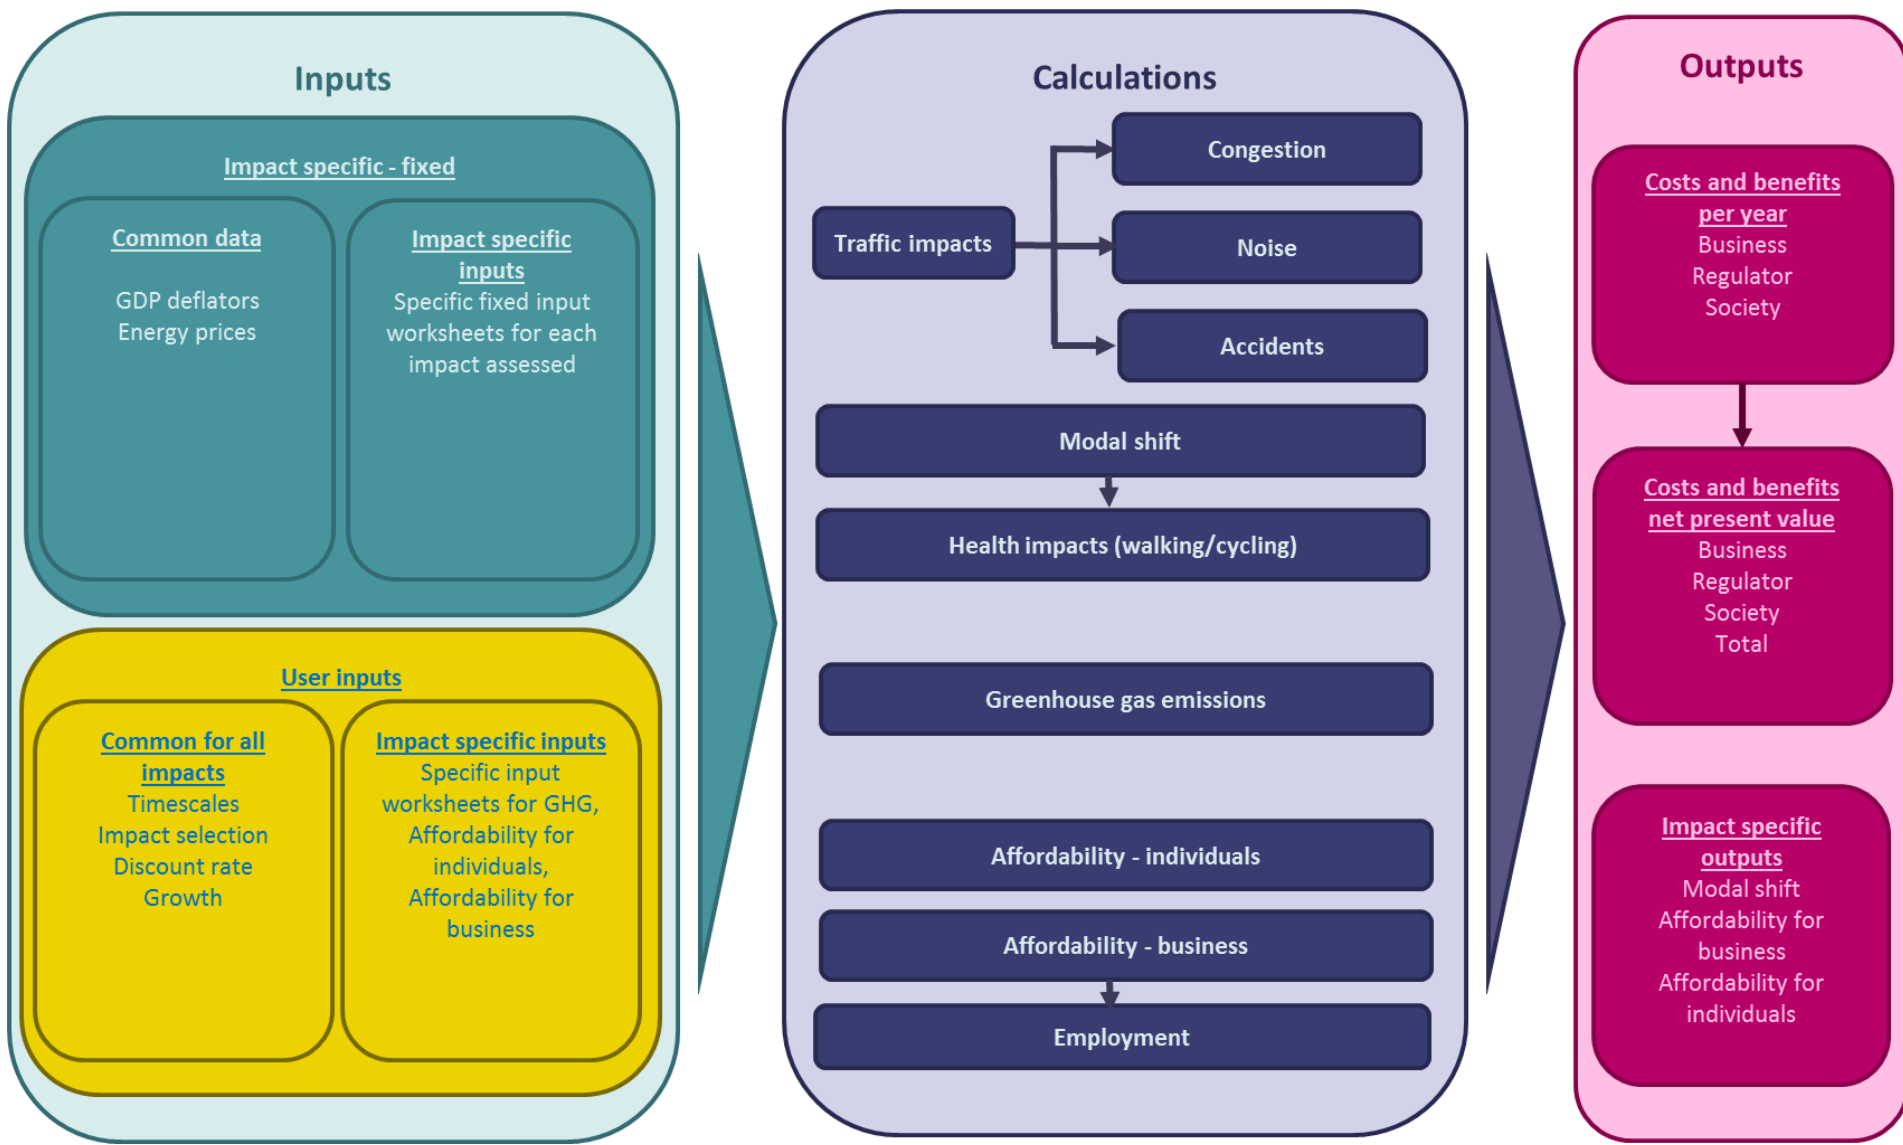 Inputs
Impact specific - fixed
Common data
GDP deflators
Energy prices
Impact specific
inputs
Specific fixed input
worksheets for each
impact assessed
User inputs
Common for all
impacts
Timescales
Impact selection
Discount rate
Growth
Impact specific inputs
Specific input
worksheets for GHG,
Affordability for
individuals,
Affordability for
business
Calculations
Traffic impacts
Congestion
Noise
Accidents
Modal shift
Health impacts (walking/cycling)
Greenhouse gas emissions
Affordability - individuals
Affordability - business
Employment
Outputs
Costs and benefits
per year
Business
Regulator
Society
Costs and benefits
net present value
Business
Regulator
Society
Total
Impact specific
outputs
Modal shift
Affordability for
business
Affordability for
individuals